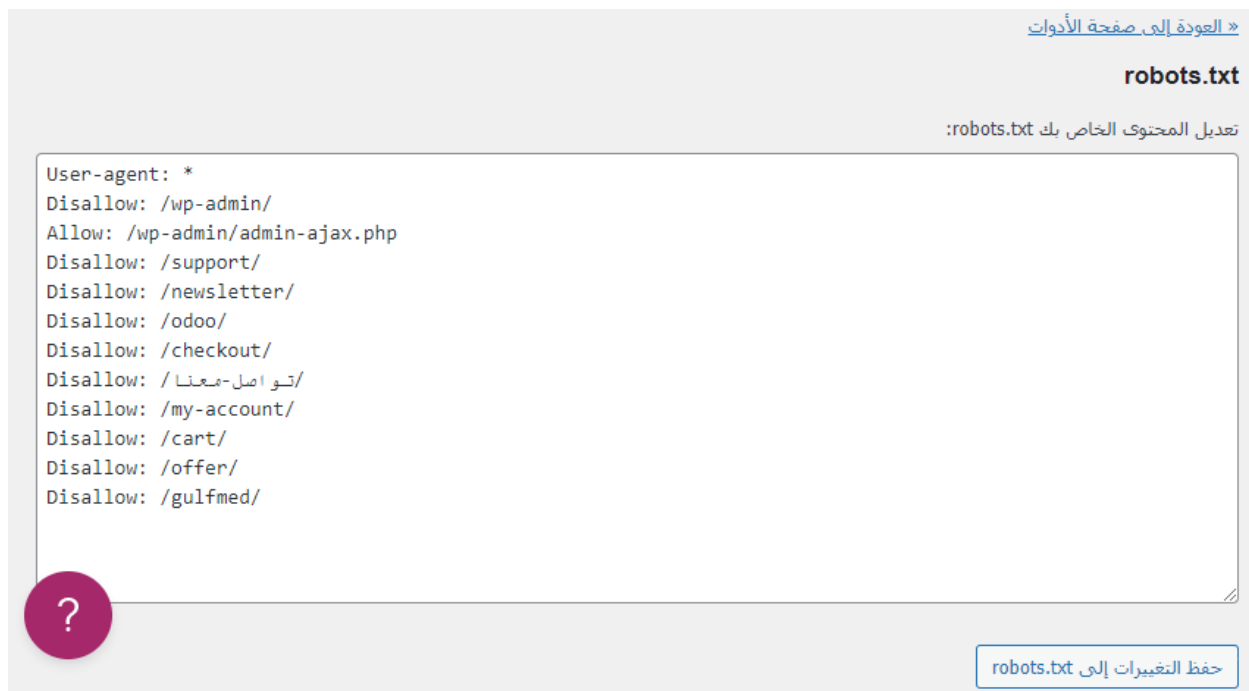 « العودة إلى صفحة الأدوات
robots.txt
تعديل المحتوى الخاص بك robots.txt:
User-agent: *
Disallow: /wp-admin/
Allow: /wp-admin/admin-ajax.php
Disallow: /support/
Disallow: /newsletter/
Disallow: /odoo/
Disallow: /checkout/
Disallow: /تواصل-معنا/
Disallow: /my-account/
Disallow: /cart/
Disallow: /offer/
Disallow: /gulfmed/
?
حفظ التغييرات إلى robots.txt